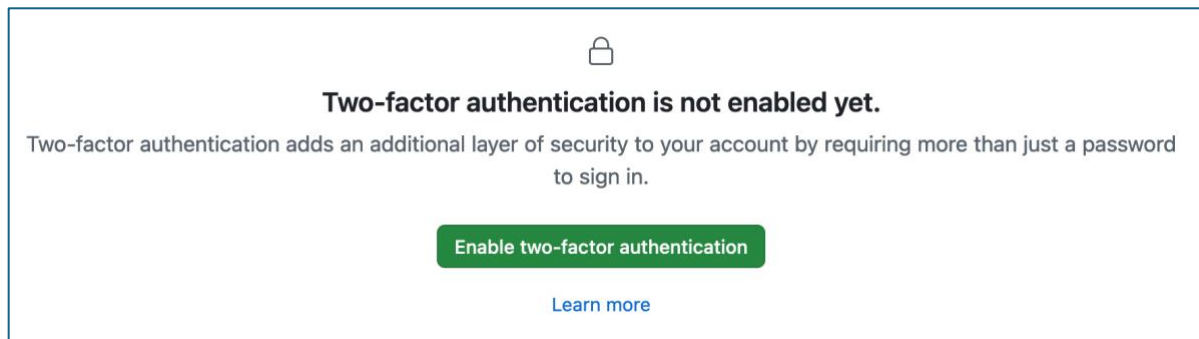 Two-factor authentication is not enabled yet.
Two-factor authentication adds an additional layer of security to your account by requiring more than just a password
to sign in.
Enable two-factor authentication
Learn more